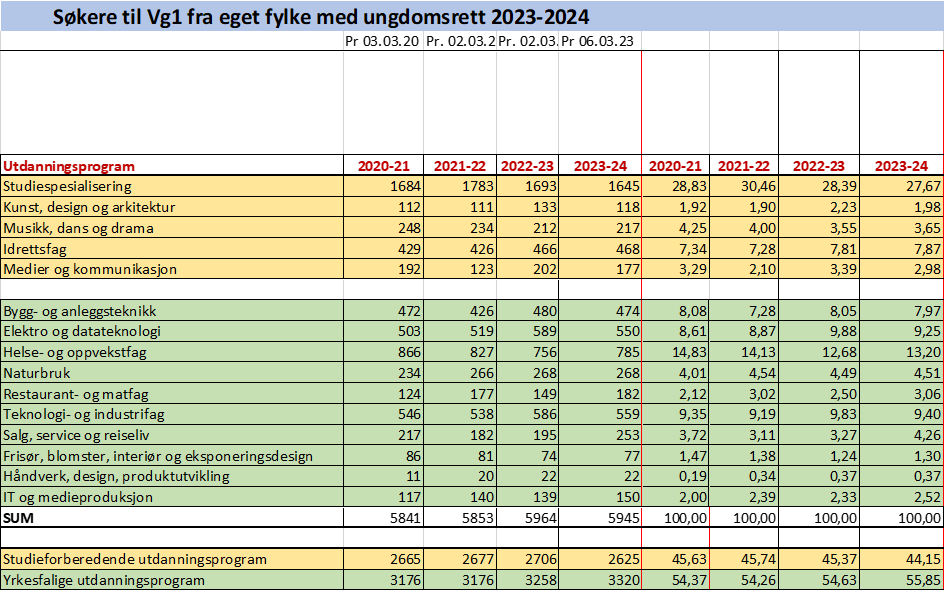 Søkere til Vg1 fra eget fylke med ungdomsrett 2023-2024
Pr 03.03.20 Pr. 02.03.2 Pr. 02.03. Pr 06.03.23
Utdanningsprogram 2020-21 2021-22 2022-23 2023-24 2020-21 2021-22 2022-23 2023-24
Studiespesialisering 1684 1783 1693 1645 28,83 30,46 28,39 27,67
Kunst, design og arkitektur 112 111 133 118 1,92 1,90 2,23 1,98
Musikk, dans og drama 248 234 212 217 4,25 4,00 3,55 3,65
Idrettsfag 429 426 466 468 7,34 7,28 7,81 7,87
Medier og kommunikasjon 192 123 202 177 3,29 2,10 3,39 2,98
Bygg- og anleggsteknikk 472 426 480 474 8,08 7,28 8,05 7,97
Elektro og datateknologi 503 519 589 550 8,61 8,87 9,88 9,25
Helse- og oppvekstfag 866 827 756 785 14,83 14,13 12,68 13,20
Naturbruk 234 266 268 268 4,01 4,54 4,49 4,51
Restaurant- og matfag 124 177 149 182 2,12 3,02 2,50 3,06
Teknologi- og industrifag 546 538 586 559 9,35 9,19 9,83 9,40
Salg, service og reiseliv 217 182 195 253 3,72 3,11 3,27 4,26
Frisør, blomster, interiør og eksponeringsdesign 86 81 74 77 1,47 1,38 1,24 1,30
Håndverk, design, produktutvikling 11 20 22 22 0,19 0,34 0,37 0,37
IT og medieproduksjon 117 140 139 150 2,00 2,39 2,33 2,52
SUM 5841 5853 5964 5945 100,00 100,00 100,00 100,00
Studieforberedende utdanningsprogram 2665 2677 2706 2625 45,63 45,74 45,37 44,15
Yrkesfalige utdanningsprogram 3176 3176 3258 3320 54,37 54,26 54,63 55,85